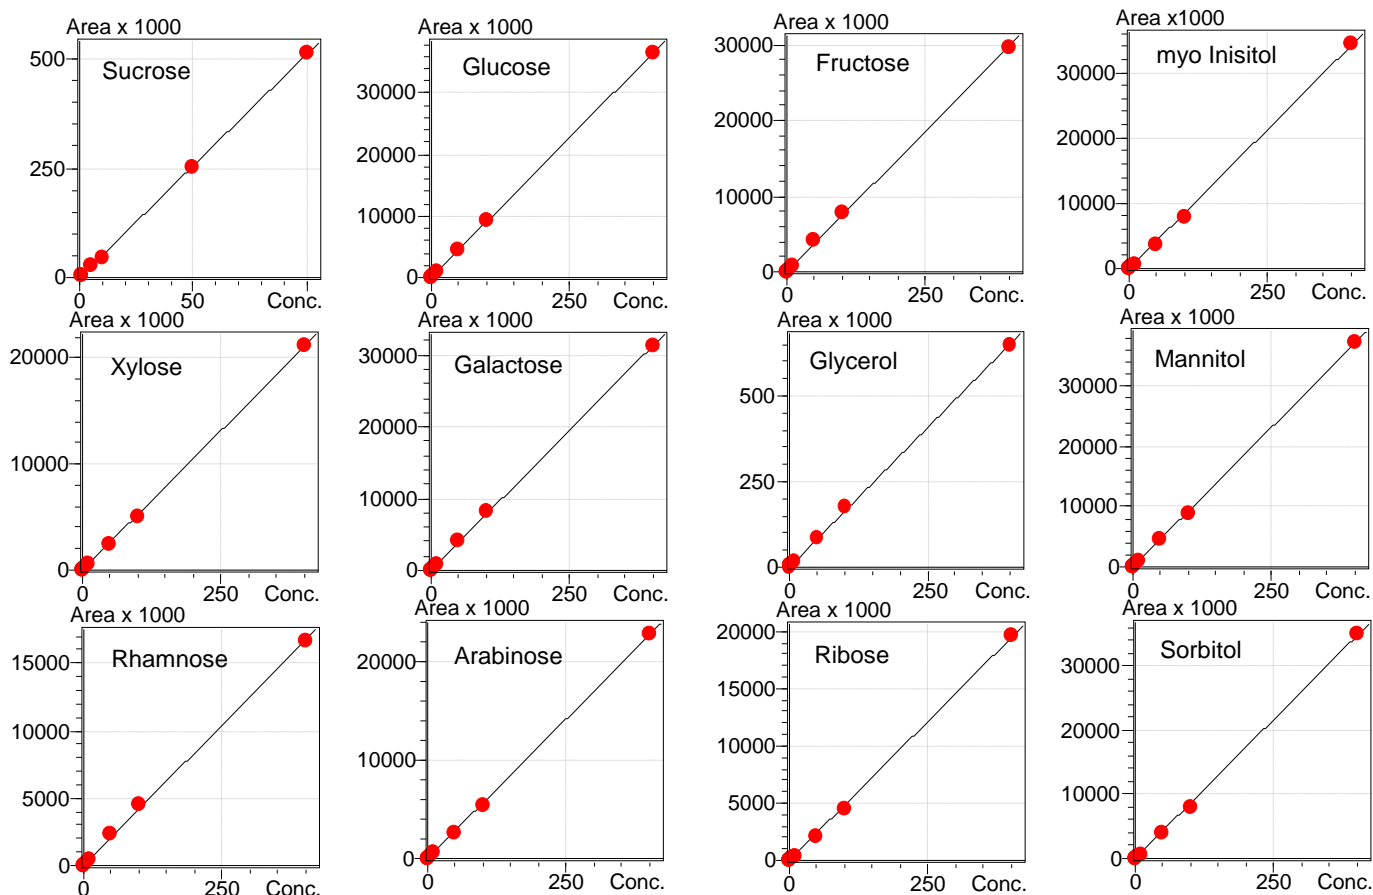 Area x 1000
500
250
0
Sucrose
0
50
Conc.
Area x 1000
30000
20000
10000
0
Glucose
250
Conc.
Area x 1000
30000
20000
10000
0
Fructose
0
250
Conc.
Area x1000
30000
20000
10000
0
myo Inisitol
0
250
Conc.
Area x 1000
20000
10000
0
Xylose
0
250
Conc.
Area x 1000
30000
20000
10000
0
Galactose
0
250
Conc.
Area x 1000
500
250
0
Glycerol
0
250
Conc.
Area x 1000
30000
20000
10000
0
Mannitol
0
250
Conc.
Area x 1000
15000
10000
5000
0
Rhamnose
0
250
Conc.
Area x 1000
20000
10000
0
Arabinose
0
250
Conc.
Area x 1000
20000
15000
10000
5000
0
Ribose
0
250
Conc.
Area x 1000
30000
20000
10000
0
Sorbitol
0
250
Conc.